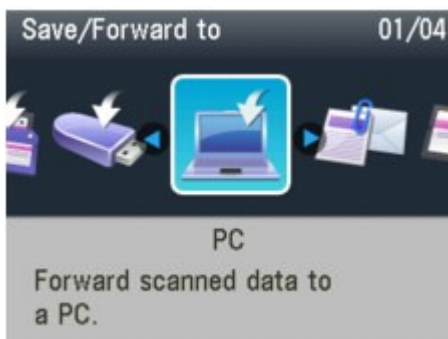 Save/Forward to 01/04
PC
Forward scanned data to
a PC.